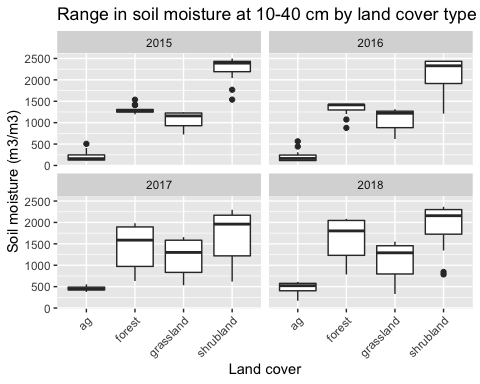 Range in soil moisture at 10-40 cm by land cover type
2015
2016
2500
2000
1500
1000
500
0
2017
2018
2500
2000
1500
1000
500
0
Soil moisture (m3/m3)
ag
forest
grassland
shrubland
ag
forest
grassland
shrubland
Land cover